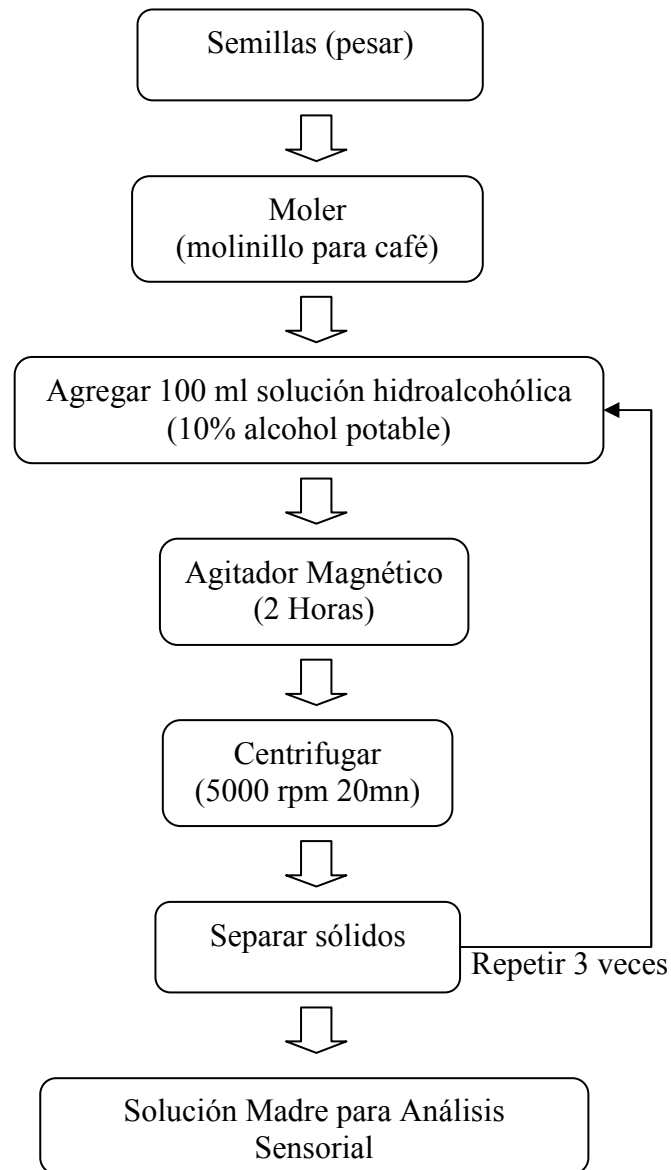 Semillas (pesar)
Moler
(molinillo para café)
Agregar 100 ml solución hidroalcohólica
(10% alcohol potable)
Agitador Magnético
(2 Horas)
Centrifugar
(5000 rpm 20mn)
Separar sólidos
Repetir 3 veces
Solución Madre para Análisis
Sensorial